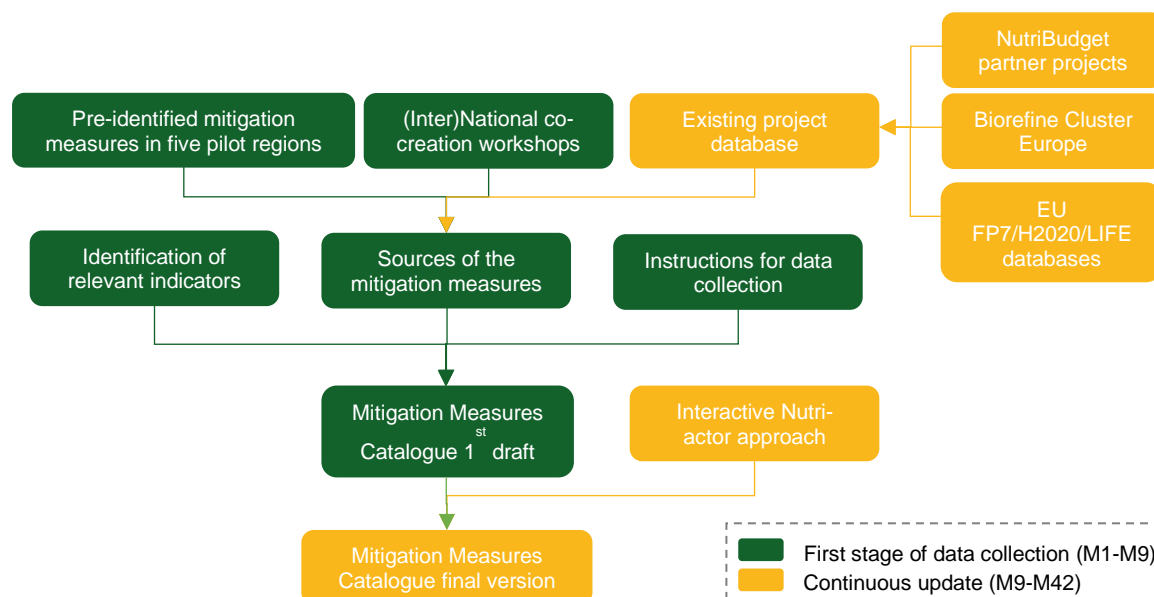 NutriBudget
partner projects
Pre-identified mitigation
measures in five pilot regions
(Inter)National co-
creation workshops
Existing project
database
Biorefine Cluster
Europe
EU
FP7/H2020/LIFE
databases
Identification of
relevant indicators
Sources of the
mitigation measures
Instructions for data
collection
Mitigation Measures
Catalogue 1st draft
Interactive Nutri-
actor approach
Mitigation Measures
Catalogue final version
First stage of data collection (M1-M9)
Continuous update (M9-M42)